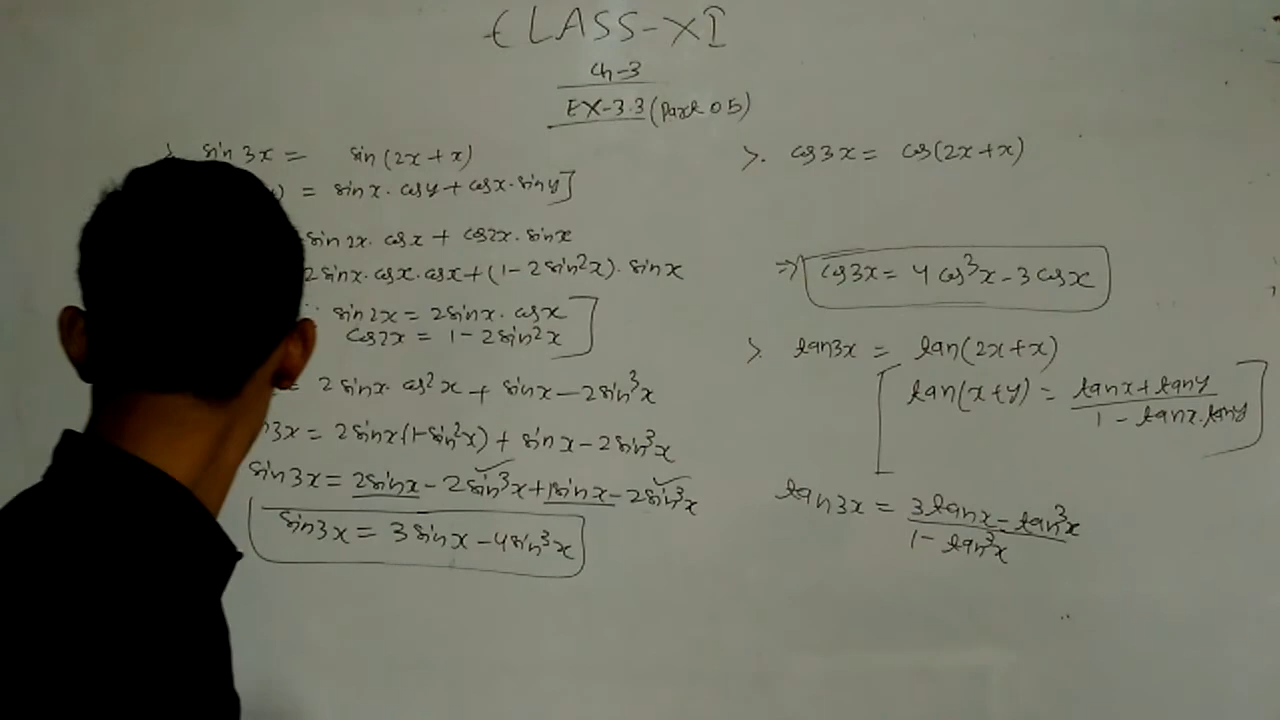 CLASS-XI
Ch-3
EX-3.3 (Part 05)
> sin 3x = sin (2x + x)
) = sin x · cos y + cos x · sin y]
sin 2x · cos x + cos 2x · sin x
2 sin x · cos x · cos x + (1 - 2 sin²x) · sin x
∵ sin 2x = 2 sin x · cos x
cos 2x = 1 - 2 sin²x ]
= 2 sin x · cos²x + sin x - 2 sin³x
3x = 2 sin x (1 - sin²x) + sin x - 2 sin³x
sin 3x = 2 sin x - 2 sin³x + 1 sin x - 2 sin³x
sin 3x = 3 sin x - 4 sin³x
>. cos 3x = cos (2x + x)
⇒ cos 3x = 4 cos³x - 3 cos x
>. tan 3x = tan (2x + x)
[ tan (x + y) = tan x + tan y
1 - tan x . tan y ]
tan 3x = 3 tan x - tan³x
1 - tan²x